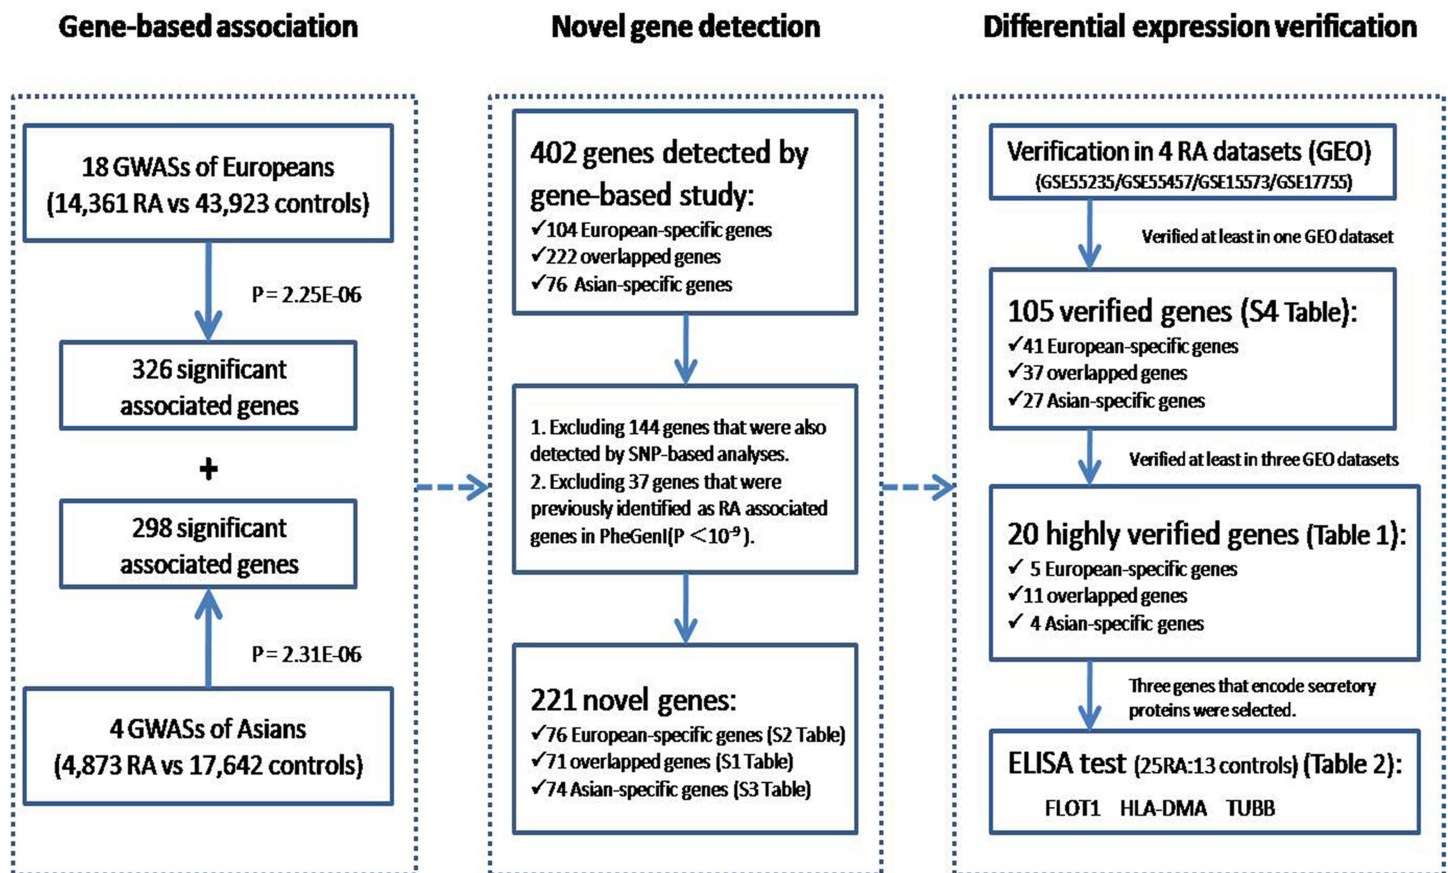 Gene-based association
18 GWASs of Europeans
(14,361 RA vs 43,923 controls)
P = 2.25E-06
326 significant
associated genes
+
298 significant
associated genes
P = 2.31E-06
4 GWASs of Asians
(4,873 RA vs 17,642 controls)
Novel gene detection
402 genes detected by
gene-based study:
✓104 European-specific genes
✓222 overlapped genes
✓76 Asian-specific genes
1. Excluding 144 genes that were also
detected by SNP-based analyses.
2. Excluding 37 genes that were
previously identified as RA associated
genes in PheGenI(P <10⁻⁹).
221 novel genes:
✓76 European-specific genes (S2 Table)
✓71 overlapped genes (S1 Table)
✓74 Asian-specific genes (S3 Table)
Differential expression verification
Verification in 4 RA datasets (GEO)
(GSE55235/GSE55457/GSE15573/GSE17755)
Verified at least in one GEO dataset
105 verified genes (S4 Table):
✓41 European-specific genes
✓37 overlapped genes
✓27 Asian-specific genes
Verified at least in three GEO datasets
20 highly verified genes (Table 1):
✓ 5 European-specific genes
✓11 overlapped genes
✓ 4 Asian-specific genes
Three genes that encode secretory
proteins were selected.
ELISA test (25RA:13 controls) (Table 2):
FLOT1 HLA-DMA TUBB